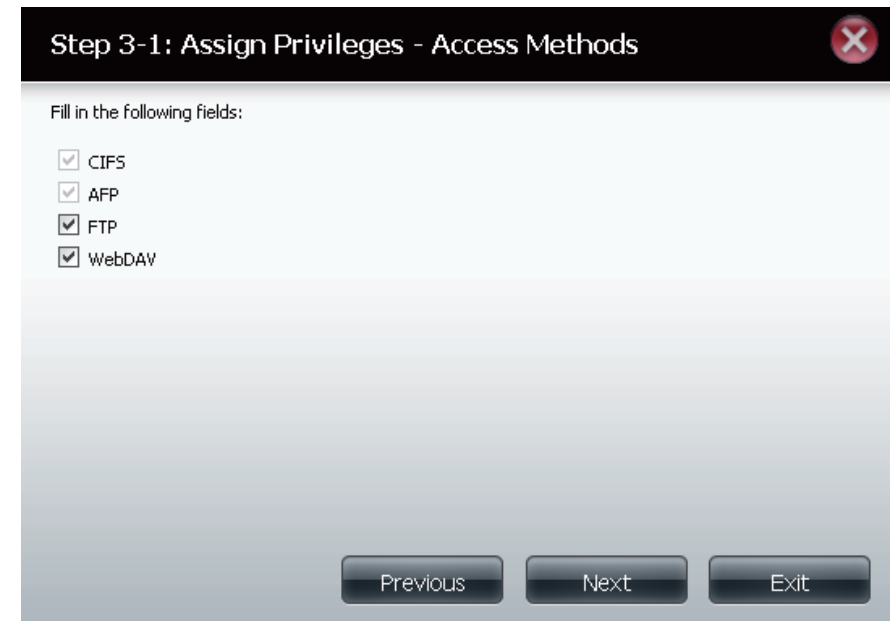 Step 3-1: Assign Privileges - Access Methods
Fill in the following fields:
CIFS
AFP
FTP
WebDAV
Previous Next Exit